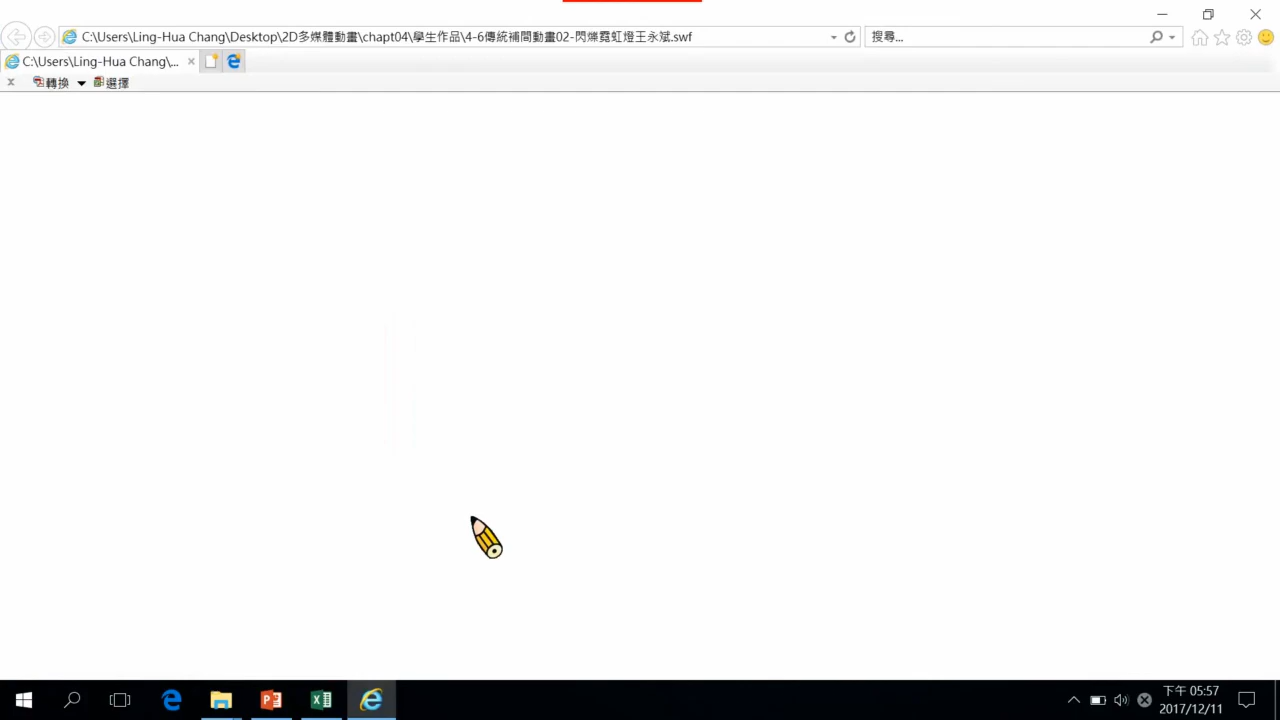 C:\Users\Ling-Hua Chang\Desktop\2D多媒體動畫\chapt04\學生作品\4-6傳統補間動畫02-閃爍霓虹燈王永斌.swf
搜尋...
C:\Users\Ling-Hua Chang\...
轉換
選擇
下午 05:57
2017/12/11